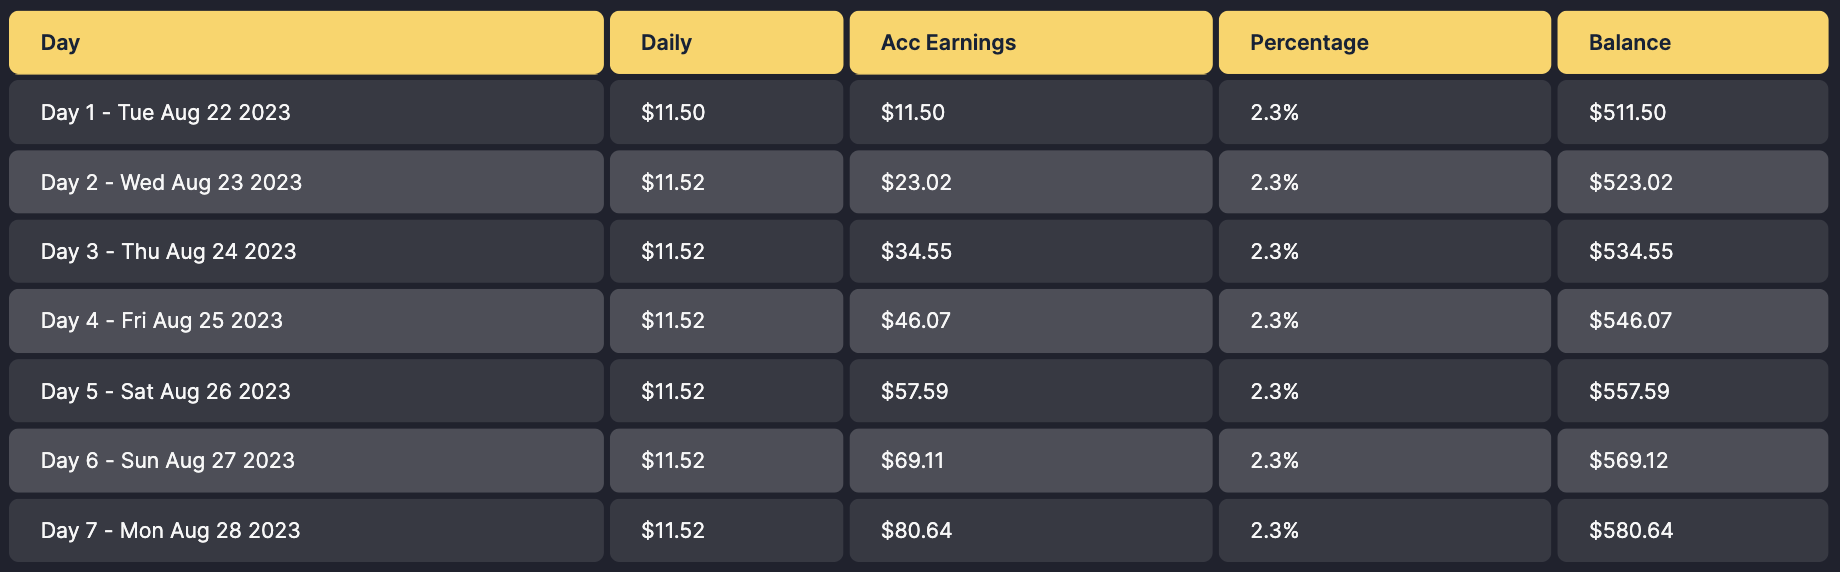 Day Daily Acc Earnings Percentage Balance
Day 1 - Tue Aug 22 2023 $11.50 $11.50 2.3% $511.50
Day 2 - Wed Aug 23 2023 $11.52 $23.02 2.3% $523.02
Day 3 - Thu Aug 24 2023 $11.52 $34.55 2.3% $534.55
Day 4 - Fri Aug 25 2023 $11.52 $46.07 2.3% $546.07
Day 5 - Sat Aug 26 2023 $11.52 $57.59 2.3% $557.59
Day 6 - Sun Aug 27 2023 $11.52 $69.11 2.3% $569.12
Day 7 - Mon Aug 28 2023 $11.52 $80.64 2.3% $580.64